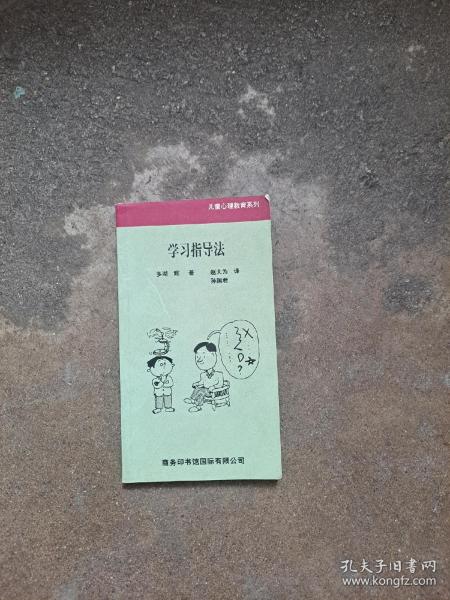 儿童心理教育系列
学习指导法
多湖 辉 著 赵大为 译
孙国君
商务印书馆国际有限公司
孔夫子旧书网
www.kongfz.com